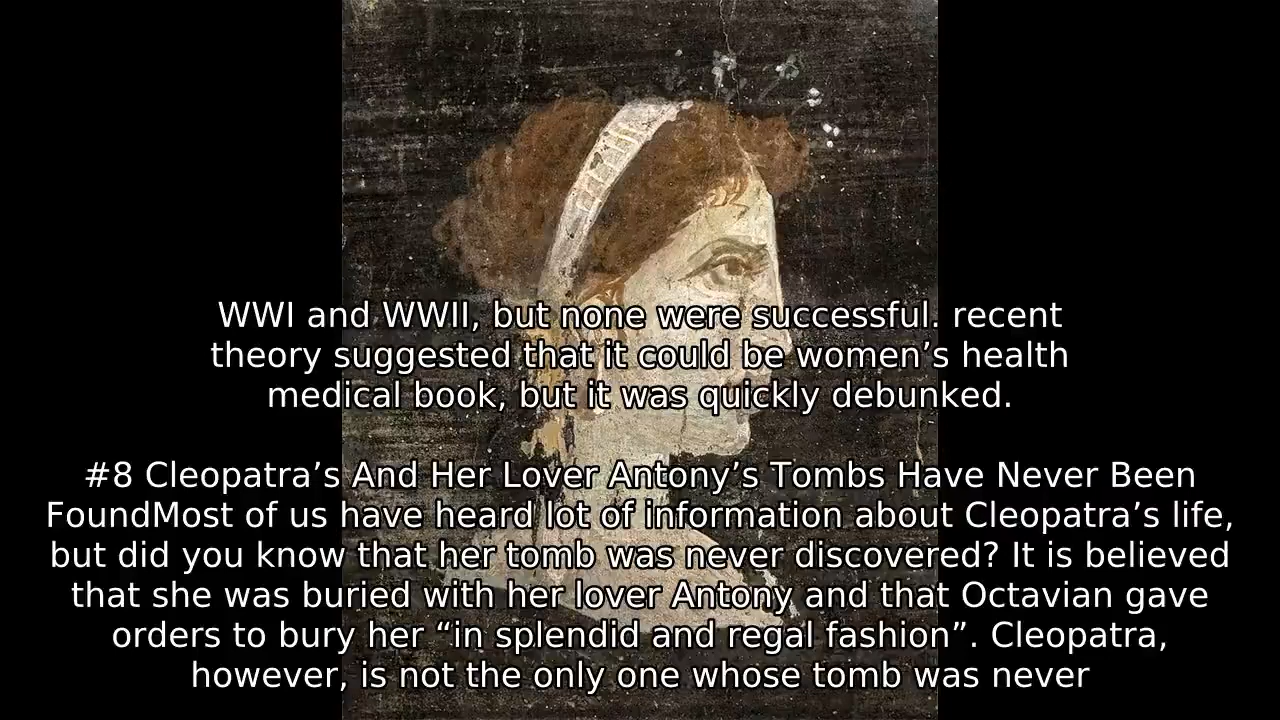 WWI and WWII, but none were successful. recent
theory suggested that it could be women’s health
medical book, but it was quickly debunked.
#8 Cleopatra’s And Her Lover Antony’s Tombs Have Never Been
FoundMost of us have heard lot of information about Cleopatra’s life,
but did you know that her tomb was never discovered? It is believed
that she was buried with her lover Antony and that Octavian gave
orders to bury her “in splendid and regal fashion”. Cleopatra,
however, is not the only one whose tomb was never